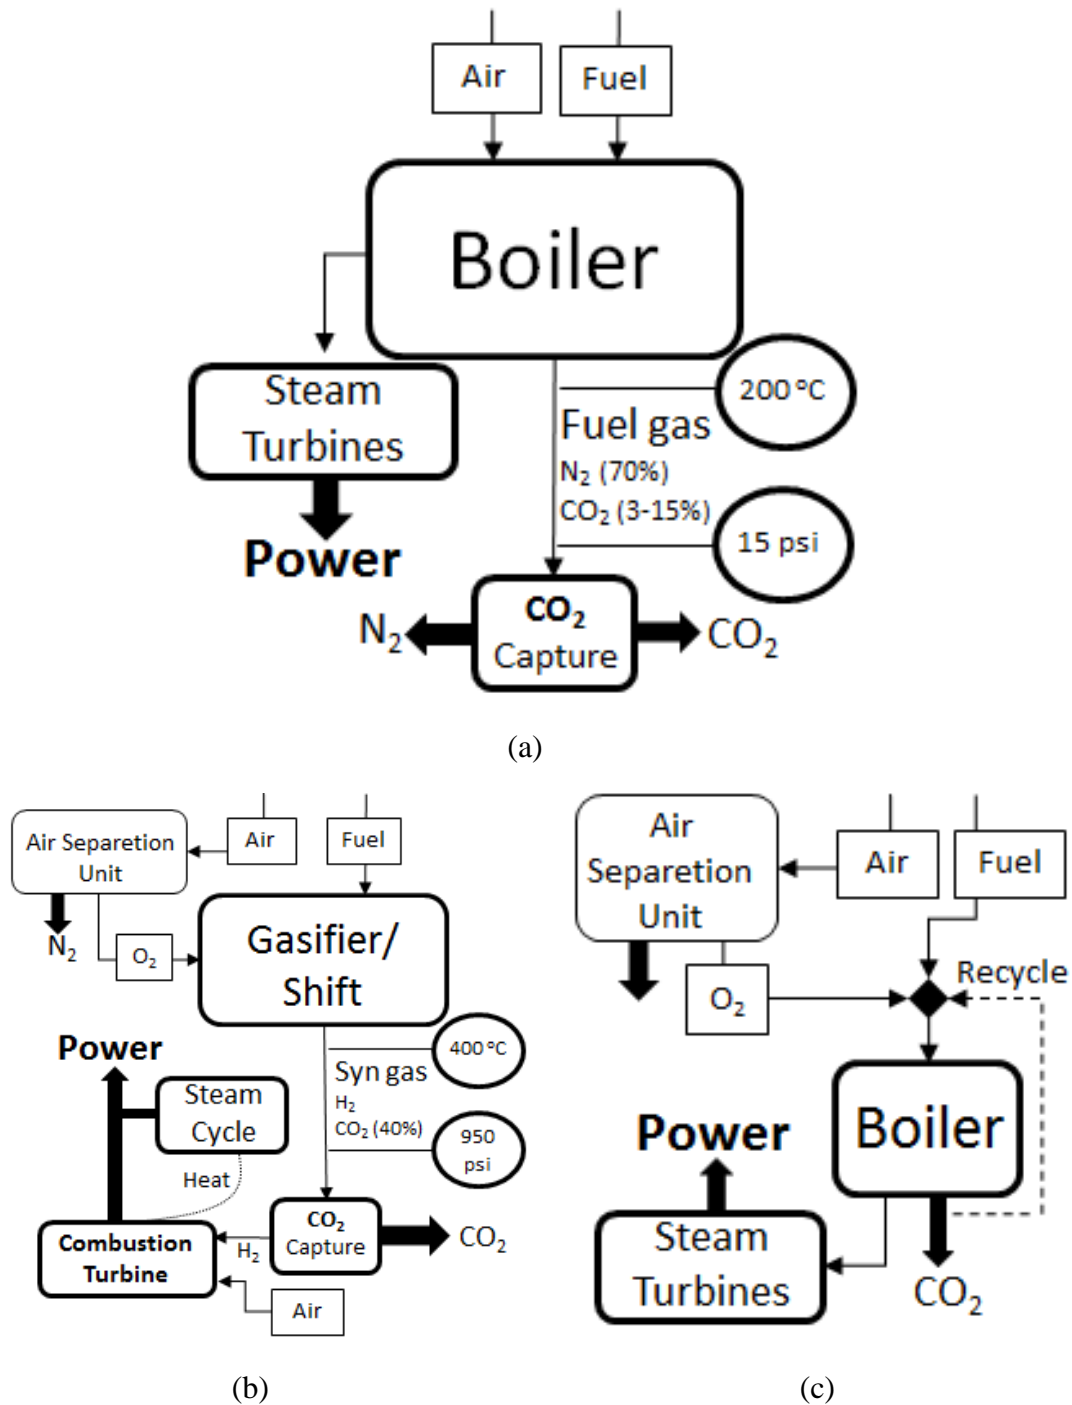 Air
Fuel
Boiler
200 °C
Steam
Turbines
Fuel gas
N₂ (70%)
CO₂ (3-15%)
15 psi
Power
N₂
CO₂
Capture
CO₂
(a)
Air Separetion
Unit
Air
Fuel
N₂
O₂
Gasifier/
Shift
400 °C
Syn gas
H₂
CO₂ (40%)
950
psi
Power
Steam
Cycle
Heat
Combustion
Turbine
H₂
CO₂
Capture
CO₂
Air
(b)
Air
Separetion
Unit
Air
Fuel
O₂
Recycle
Boiler
Power
Steam
Turbines
CO₂
(c)